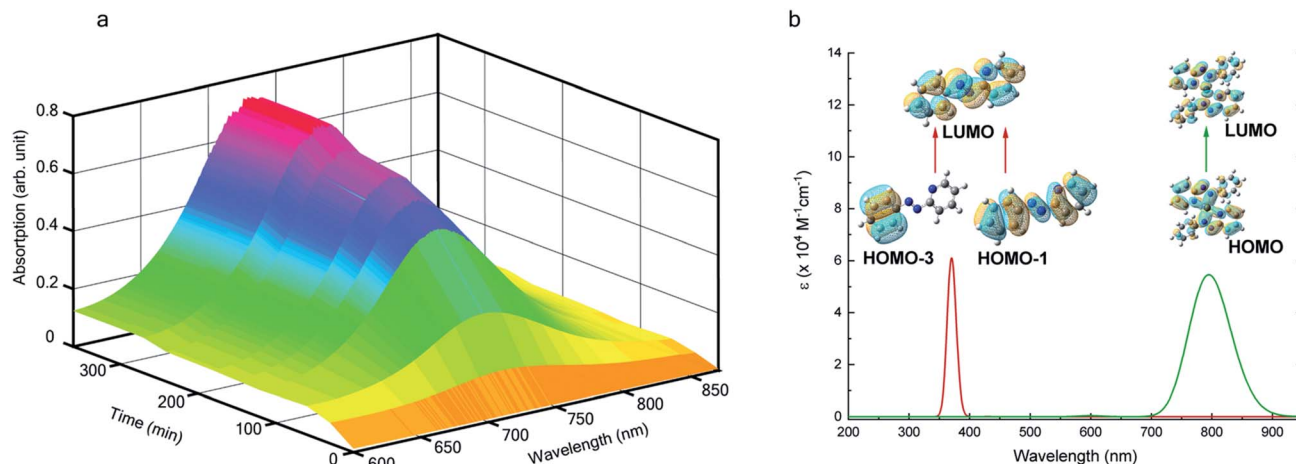 a
0.8
0.6
0.4
0.2
0
Absorption (arb. unit)
300
200
100
0
Time (min)
600
650
700
750
800
850
Wavelength (nm)
b
14
12
10
8
6
4
2
0
ε (x 10⁴ M⁻¹cm⁻¹)
LUMO
LUMO
HOMO-3
HOMO-1
HOMO
200
300
400
500
600
700
800
900
Wavelength (nm)